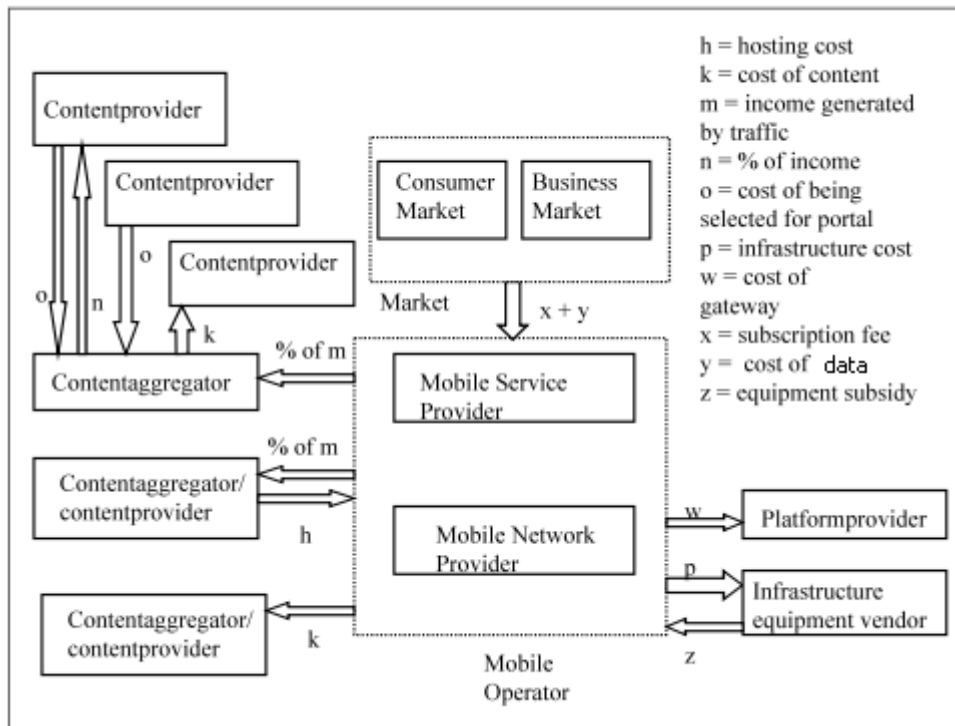 Contentprovider
Contentprovider
Contentprovider
o
n
o
k
Contentaggregator
% of m
Contentaggregator/
contentprovider
% of m
h
Contentaggregator/
contentprovider
k
Consumer
Market
Business
Market
Market
x + y
Mobile Service
Provider
Mobile Network
Provider
Mobile
Operator
w
Platformprovider
p
Infrastructure
equipment vendor
z
h = hosting cost
k = cost of content
m = income generated
by traffic
n = % of income
o = cost of being
selected for portal
p = infrastructure cost
w = cost of
gateway
x = subscription fee
y = cost of data
z = equipment subsidy